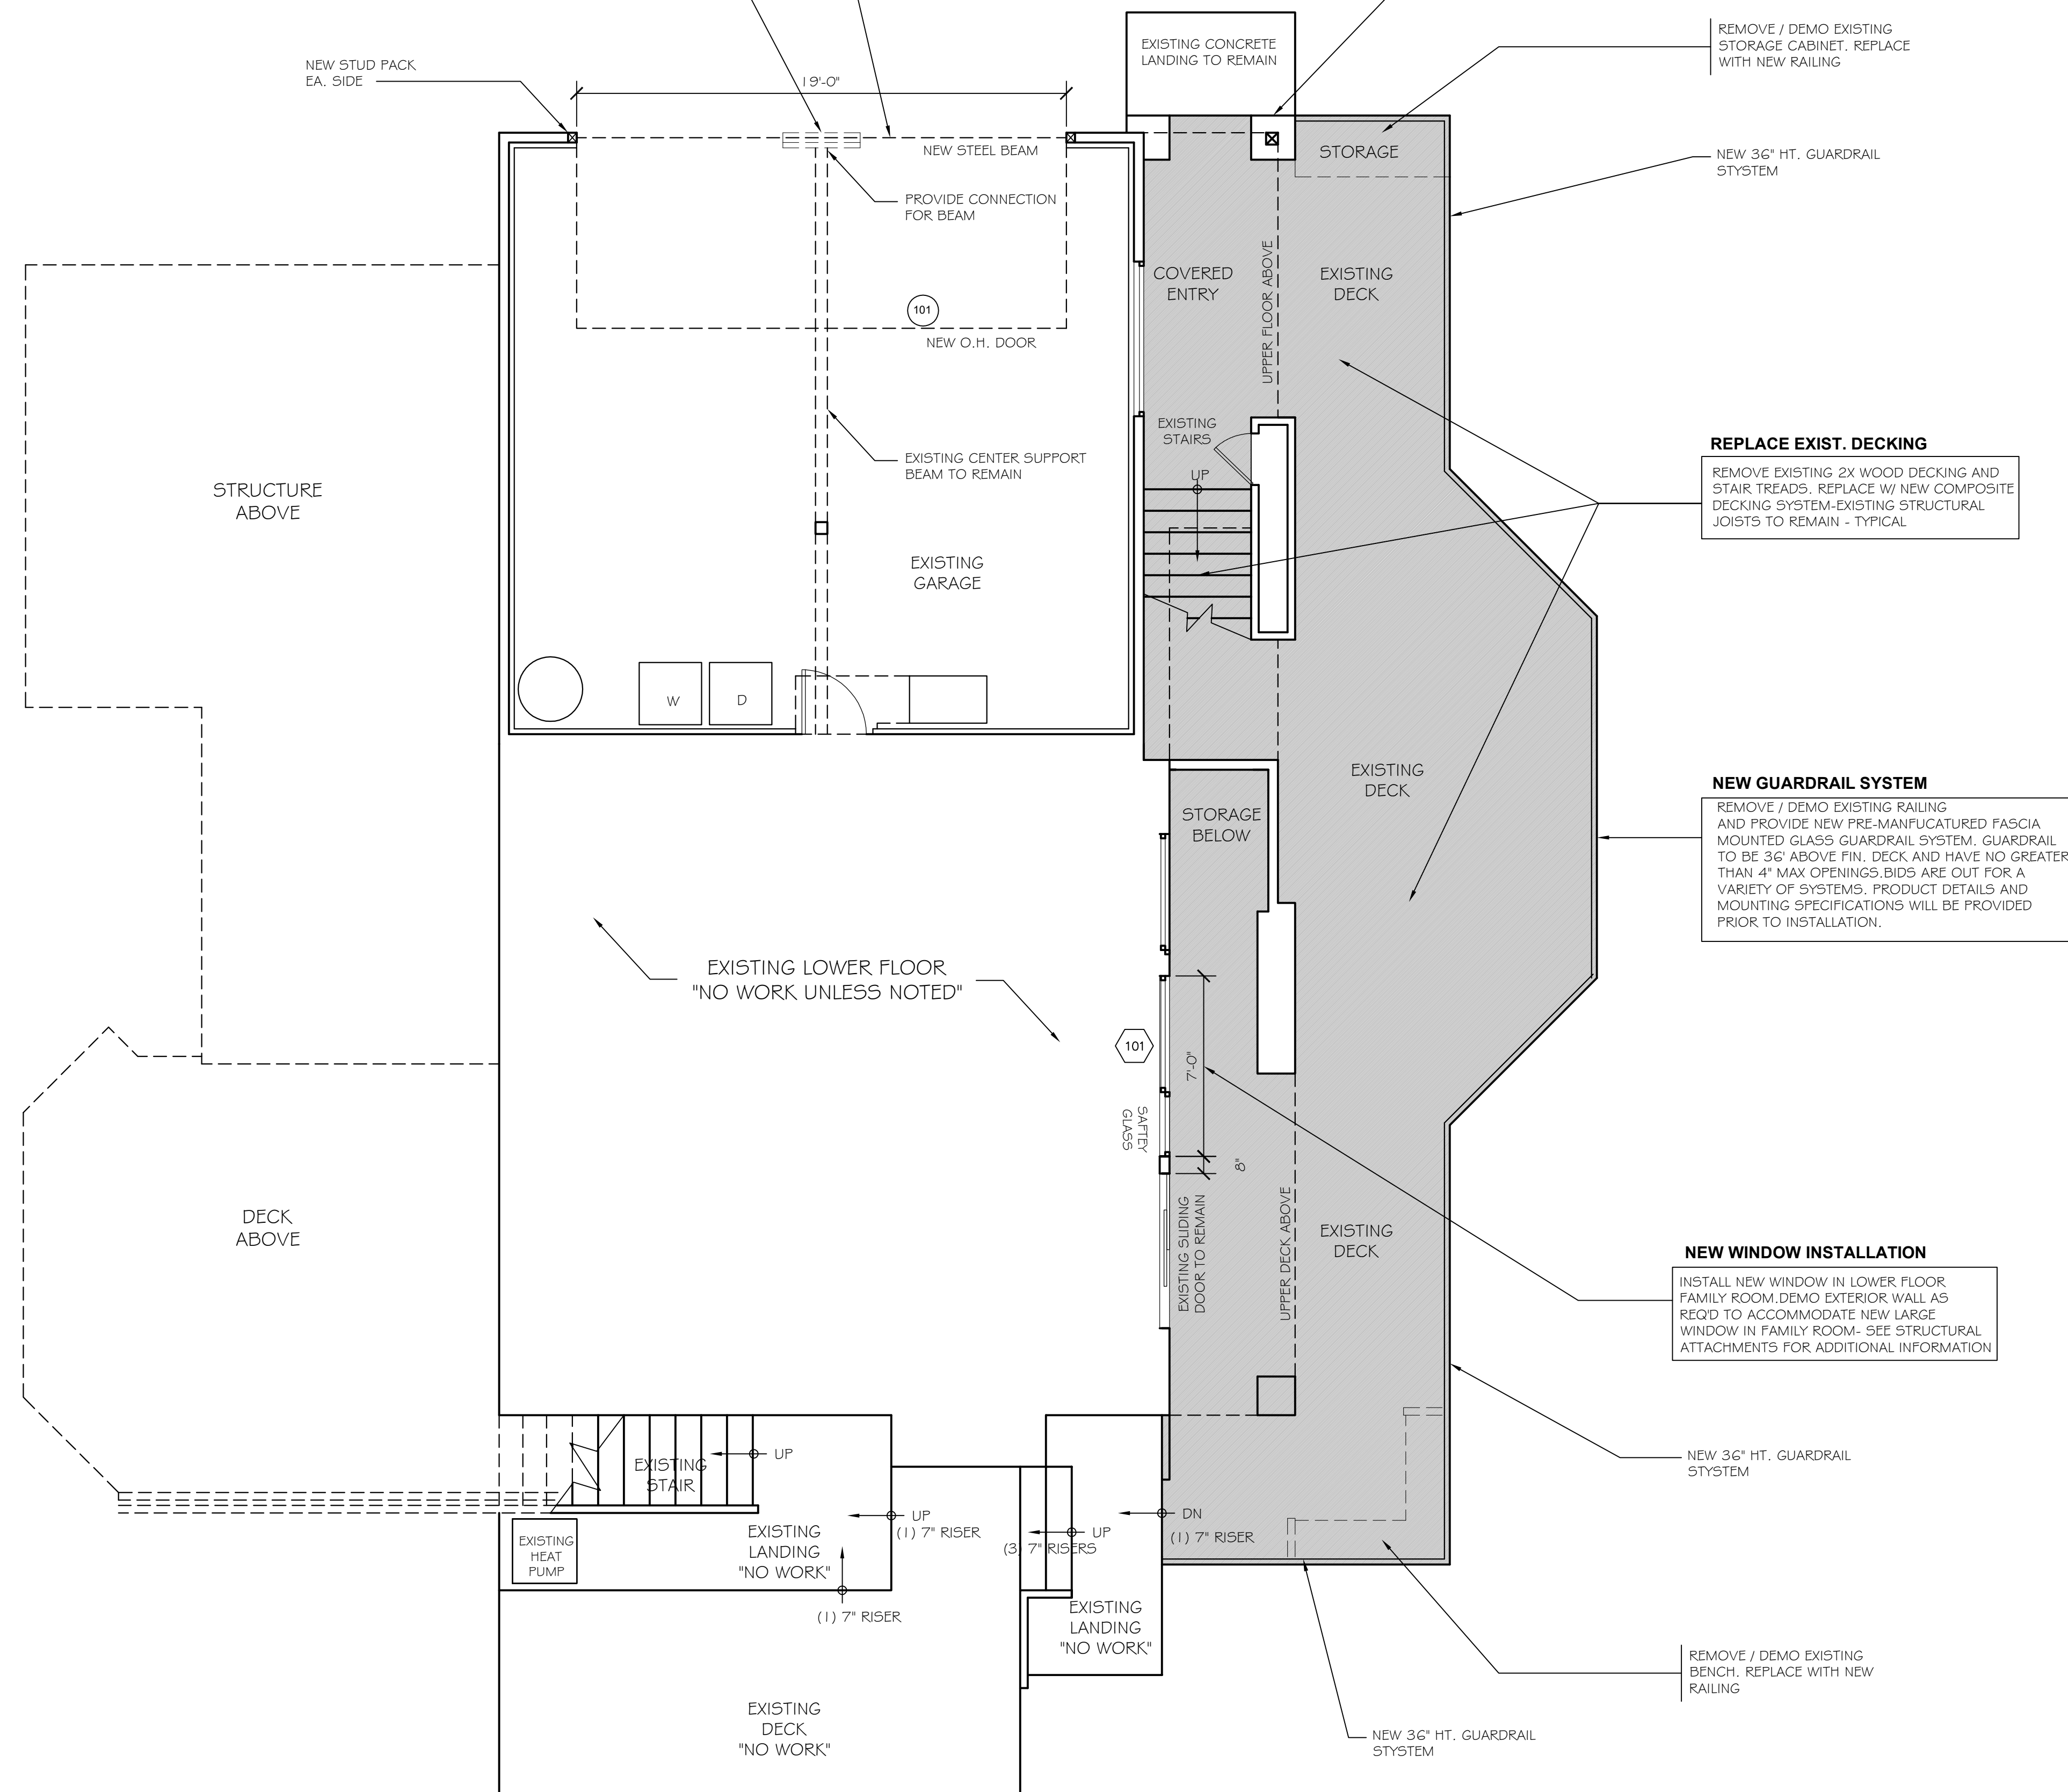 EXISTING CONCRETE
LANDING TO REMAIN
REMOVE / DEMO EXISTING
STORAGE CABINET. REPLACE
WITH NEW RAILING
NEW STUD PACK
EA. SIDE
19'-0"
NEW STEEL BEAM
STORAGE
NEW 36" HT. GUARDRAIL
STYSTEM
PROVIDE CONNECTION
FOR BEAM
COVERED
ENTRY
UPPER FLOOR ABOVE
EXISTING
DECK
101
NEW O.H. DOOR
EXISTING
STAIRS
UP
EXISTING CENTER SUPPORT
BEAM TO REMAIN
REPLACE EXIST. DECKING
REMOVE EXISTING 2X WOOD DECKING AND
STAIR TREADS. REPLACE W/ NEW COMPOSITE
DECKING SYSTEM-EXISTING STRUCTURAL
JOISTS TO REMAIN - TYPICAL
STRUCTURE
ABOVE
EXISTING
GARAGE
W
D
EXISTING
DECK
STORAGE
BELOW
NEW GUARDRAIL SYSTEM
REMOVE / DEMO EXISTING RAILING
AND PROVIDE NEW PRE-MANFUCATURED FASCIA
MOUNTED GLASS GUARDRAIL SYSTEM. GUARDRAIL
TO BE 36' ABOVE FIN. DECK AND HAVE NO GREATER
THAN 4" MAX OPENINGS.BIDS ARE OUT FOR A
VARIETY OF SYSTEMS. PRODUCT DETAILS AND
MOUNTING SPECIFICATIONS WILL BE PROVIDED
PRIOR TO INSTALLATION.
EXISTING LOWER FLOOR
"NO WORK UNLESS NOTED"
101
7'-0"
SAFTEY
GLASS
8"
EXISTING SLIDING
DOOR TO REMAIN
UPPER DECK ABOVE
DECK
ABOVE
EXISTING
DECK
NEW WINDOW INSTALLATION
INSTALL NEW WINDOW IN LOWER FLOOR
FAMILY ROOM.DEMO EXTERIOR WALL AS
REQ'D TO ACCOMMODATE NEW LARGE
WINDOW IN FAMILY ROOM- SEE STRUCTURAL
ATTACHMENTS FOR ADDITIONAL INFORMATION
NEW 36" HT. GUARDRAIL
STYSTEM
UP
EXISTING
STAIR
UP
(1) 7" RISER
UP
(3) 7" RISERS
DN
(1) 7" RISER
EXISTING
HEAT
PUMP
EXISTING
LANDING
"NO WORK"
(1) 7" RISER
EXISTING
LANDING
"NO WORK"
REMOVE / DEMO EXISTING
BENCH. REPLACE WITH NEW
RAILING
EXISTING
DECK
"NO WORK"
NEW 36" HT. GUARDRAIL
STYSTEM